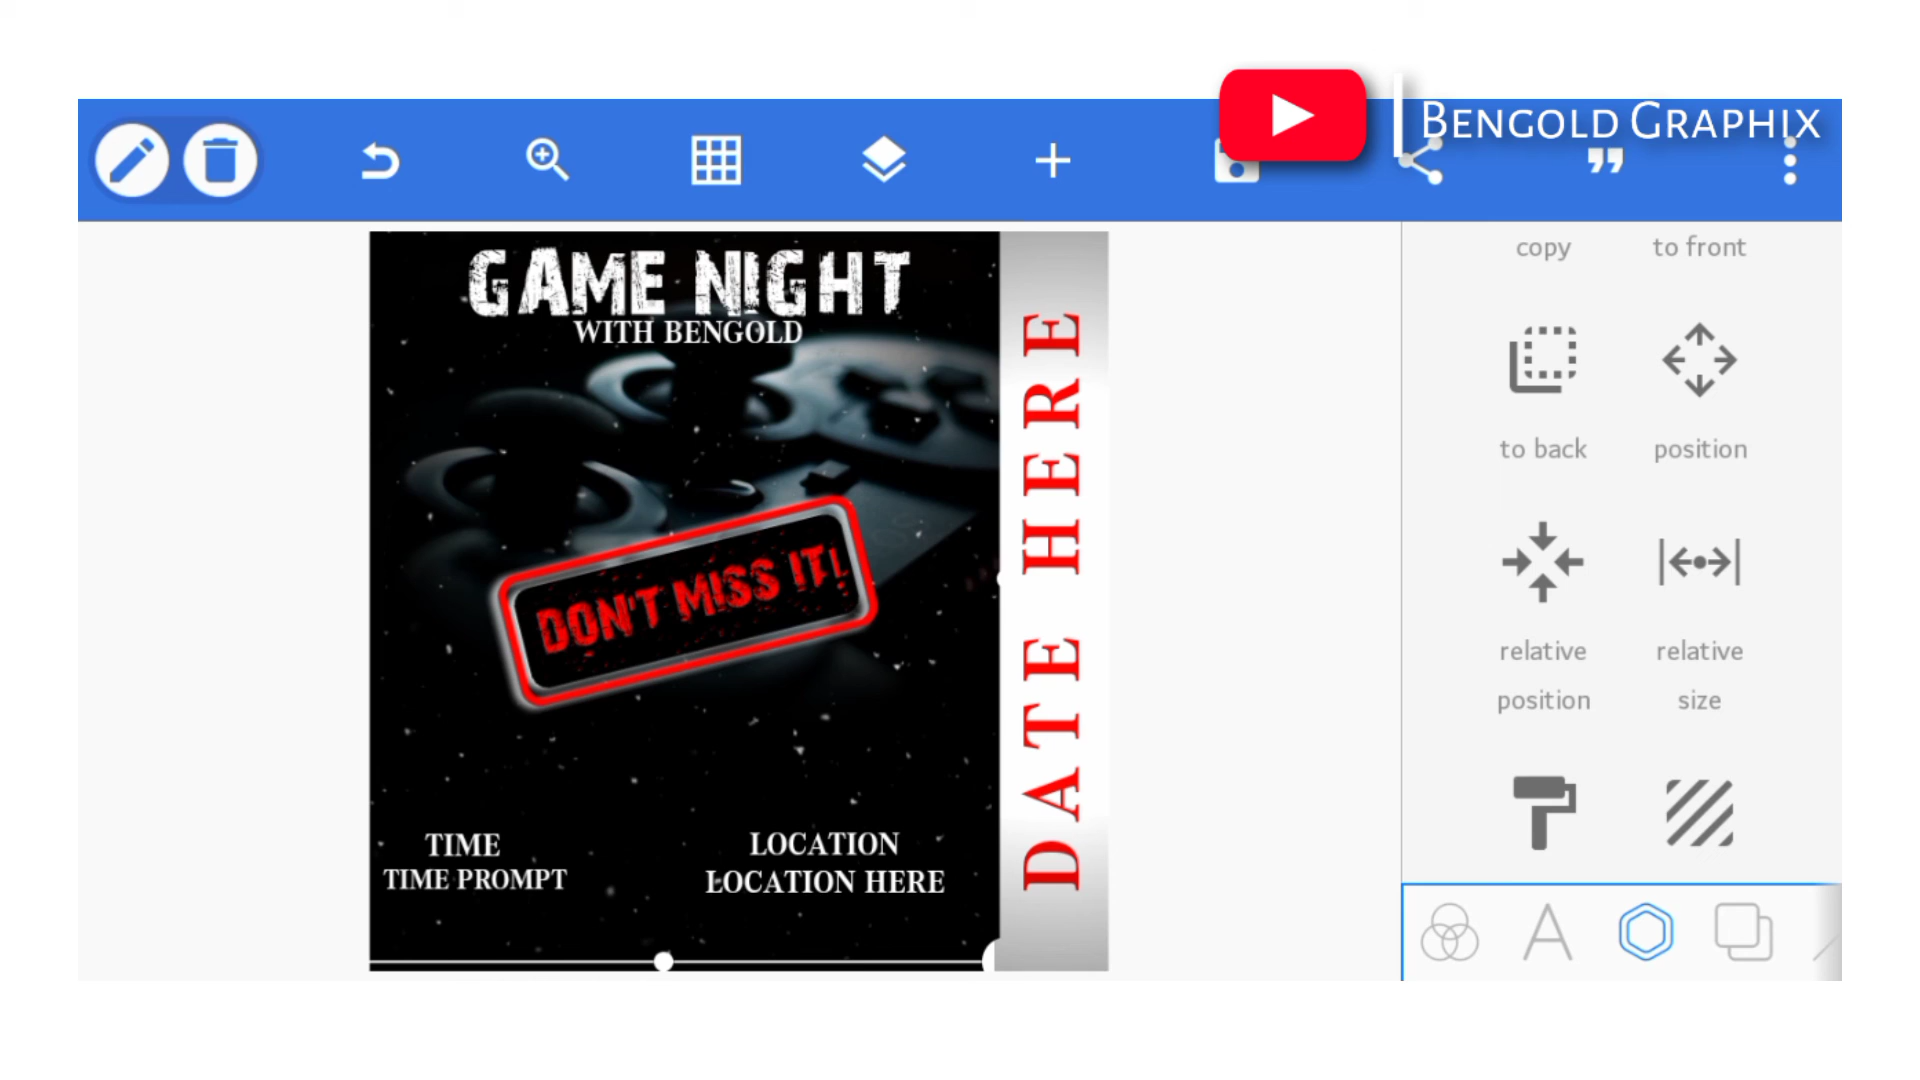 BENGOLD GRAPHIX
GAME NIGHT
WITH BENGOLD
DON'T MISS IT!
DATE HERE
TIME
TIME PROMPT
LOCATION
LOCATION HERE
copy
to front
to back
position
relative
position
relative
size